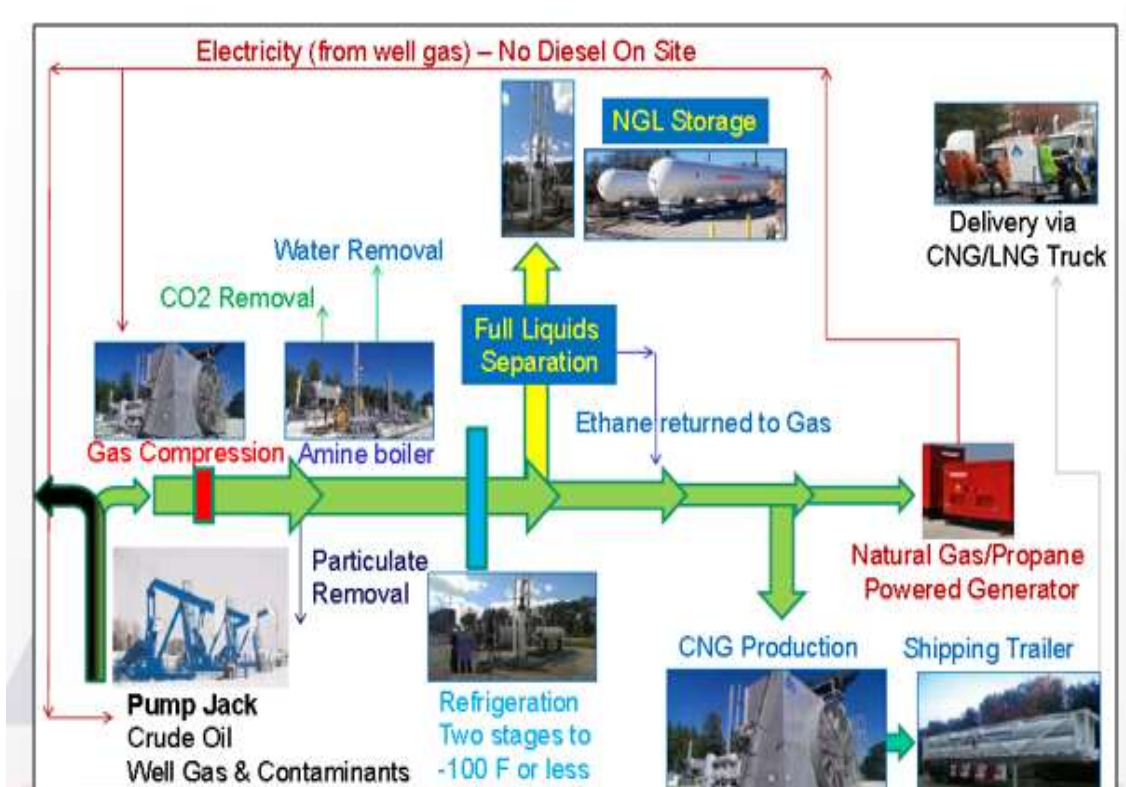 Electricity (from well gas) – No Diesel On Site
NGL Storage
Delivery via
CNG/LNG Truck
Water Removal
CO2 Removal
Full Liquids
Separation
Ethane returned to Gas
Gas Compression
Amine boiler
Particulate
Removal
Natural Gas/Propane
Powered Generator
CNG Production
Shipping Trailer
Pump Jack
Crude Oil
Well Gas & Contaminants
Refrigeration
Two stages to
-100 F or less